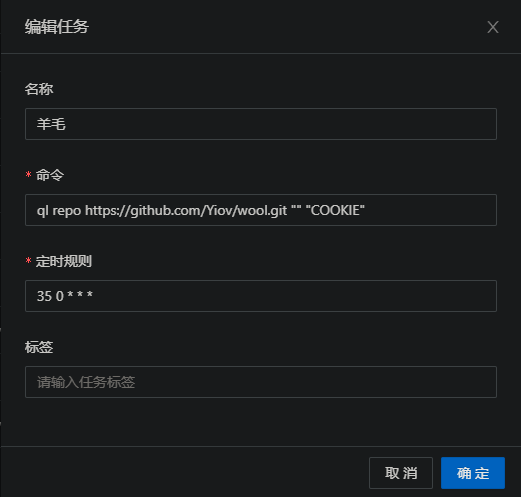 编辑任务
名称
羊毛
* 命令
ql repo https://github.com/Yiov/wool.git "" "COOKIE"
* 定时规则
35 0 * * *
标签
请输入任务标签
取 消
确 定